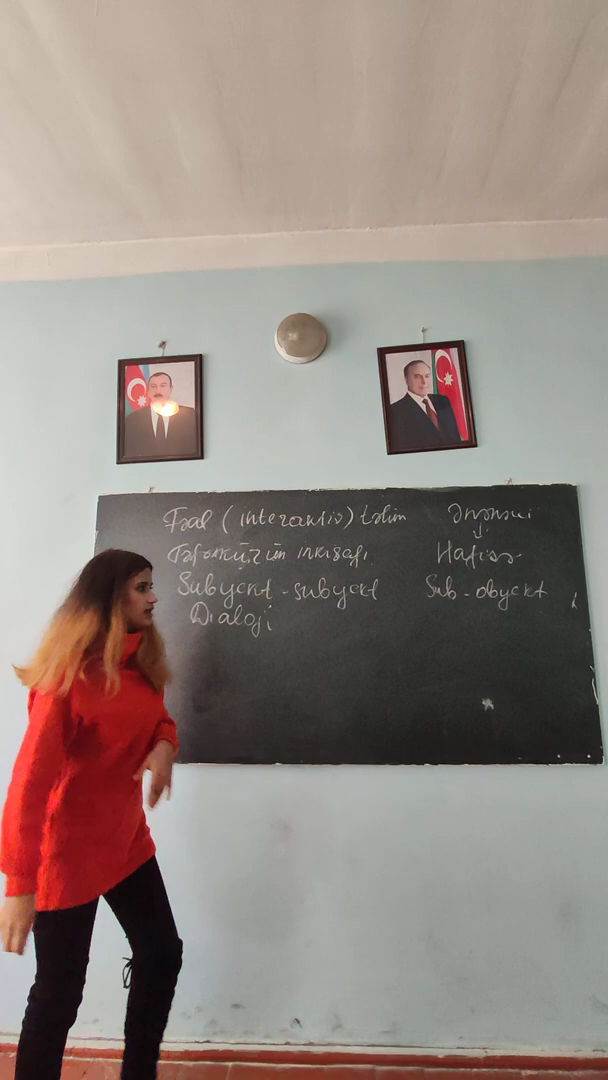 Fəal (interaktiv) təlim Ənənəvi
Təfəkkürün inkişafı Hafizə
Subyekt-subyekt Sub-obyekt
Dialoji